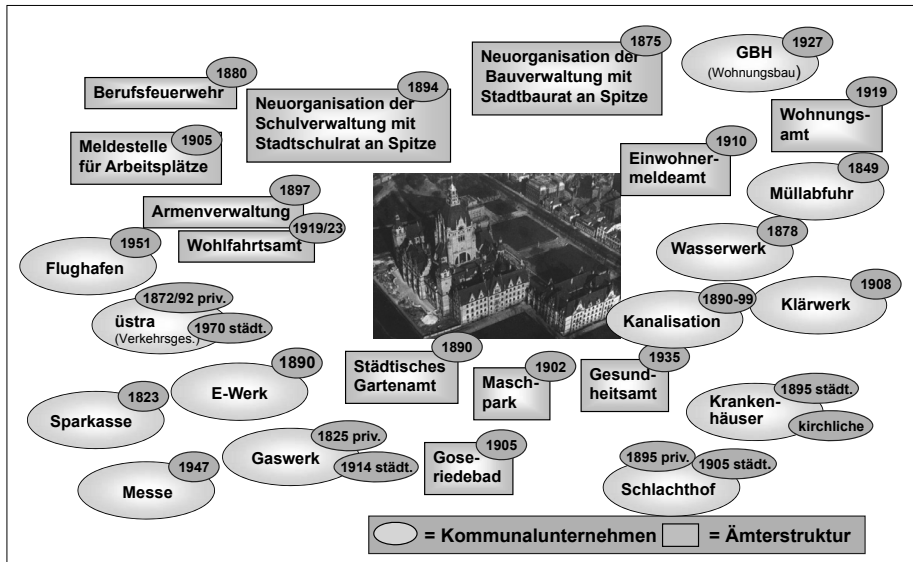 1875
Neuorganisation der
Bauverwaltung mit
Stadtbaurat an Spitze
1927
GBH
(Wohnungsbau)
1880
Berufsfeuerwehr
1894
Neuorganisation der
Schulverwaltung mit
Stadtschulrat an Spitze
1919
Wohnungs-
amt
1905
Meldestelle
für Arbeitsplätze
1910
Einwohner-
meldeamt
1849
Müllabfuhr
1897
Armenverwaltung
1919/23
Wohlfahrtsamt
1878
Wasserwerk
1951
Flughafen
1872/92 priv.
üstra
(Verkehrsges.)
1970 städt.
1890-99
Kanalisation
1908
Klärwerk
1890
Städtisches
Gartenamt
1902
Masch-
park
1935
Gesund-
heitsamt
1890
E-Werk
1823
Sparkasse
1895 städt.
Kranken-
häuser
kirchliche
1825 priv.
Gaswerk
1914 städt.
1905
Gose-
riedebad
1895 priv.
1905 städt.
Schlachthof
1947
Messe
= Kommunalunternehmen
= Ämterstruktur